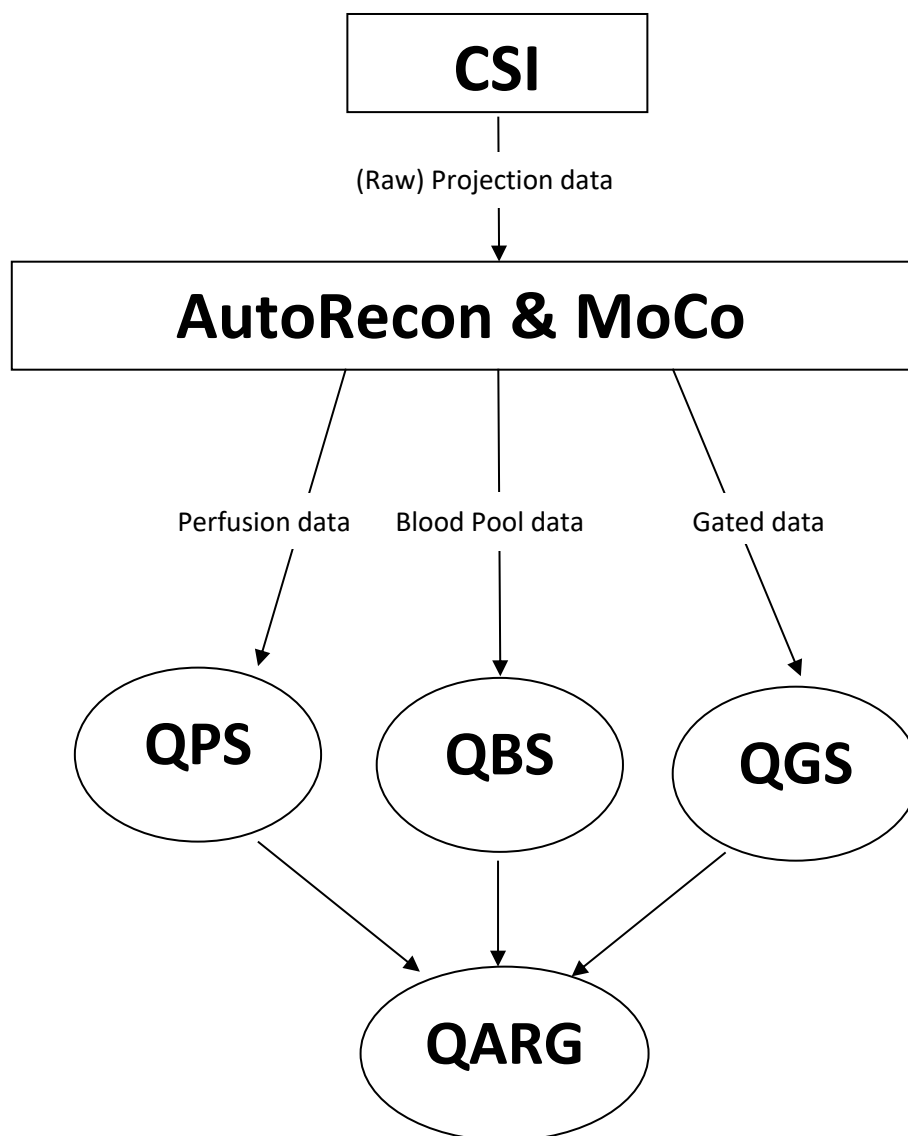 CSI
(Raw) Projection data
AutoRecon & MoCo
Perfusion data
Blood Pool data
Gated data
QPS
QBS
QGS
QARG